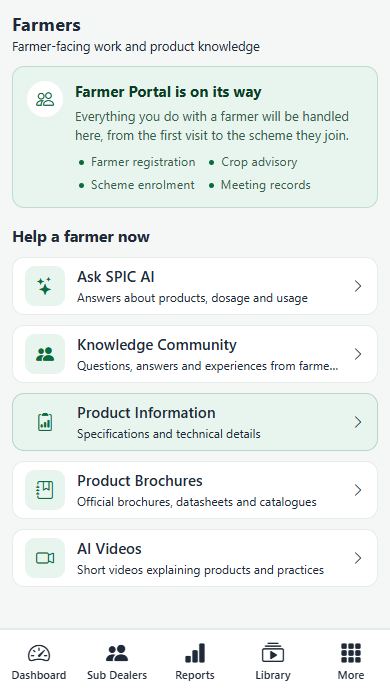 Farmers
Farmer-facing work and product knowledge
Farmer Portal is on its way
Everything you do with a farmer will be handled
here, from the first visit to the scheme they join.
• Farmer registration • Crop advisory
• Scheme enrolment • Meeting records
Help a farmer now
Ask SPIC AI
Answers about products, dosage and usage
Knowledge Community
Questions, answers and experiences from farme...
Product Information
Specifications and technical details
Product Brochures
Official brochures, datasheets and catalogues
AI Videos
Short videos explaining products and practices
Dashboard Sub Dealers Reports Library More